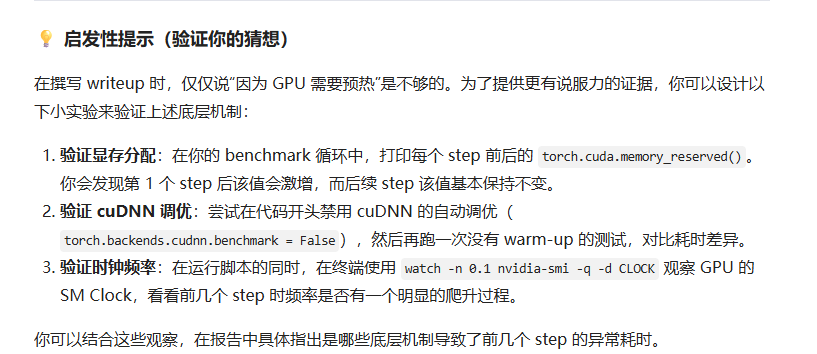 💡 启发性提示（验证你的猜想）
在撰写 writeup 时，仅仅说“因为 GPU 需要预热”是不够的。为了提供更有说服力的证据，你可以设计以
下小实验来验证上述底层机制：
1. 验证显存分配：在你的 benchmark 循环中，打印每个 step 前后的 torch.cuda.memory_reserved()。
你会发现第 1 个 step 后该值会激增，而后续 step 该值基本保持不变。
2. 验证 cuDNN 调优：尝试在代码开头禁用 cuDNN 的自动调优（
torch.backends.cudnn.benchmark = False），然后再跑一次没有 warm-up 的测试，对比耗时差异。
3. 验证时钟频率：在运行脚本的同时，在终端使用 watch -n 0.1 nvidia-smi -q -d CLOCK 观察 GPU 的
SM Clock，看看前几个 step 时频率是否有一个明显的爬升过程。
你可以结合这些观察，在报告中具体指出是哪些底层机制导致了前几个 step 的异常耗时。